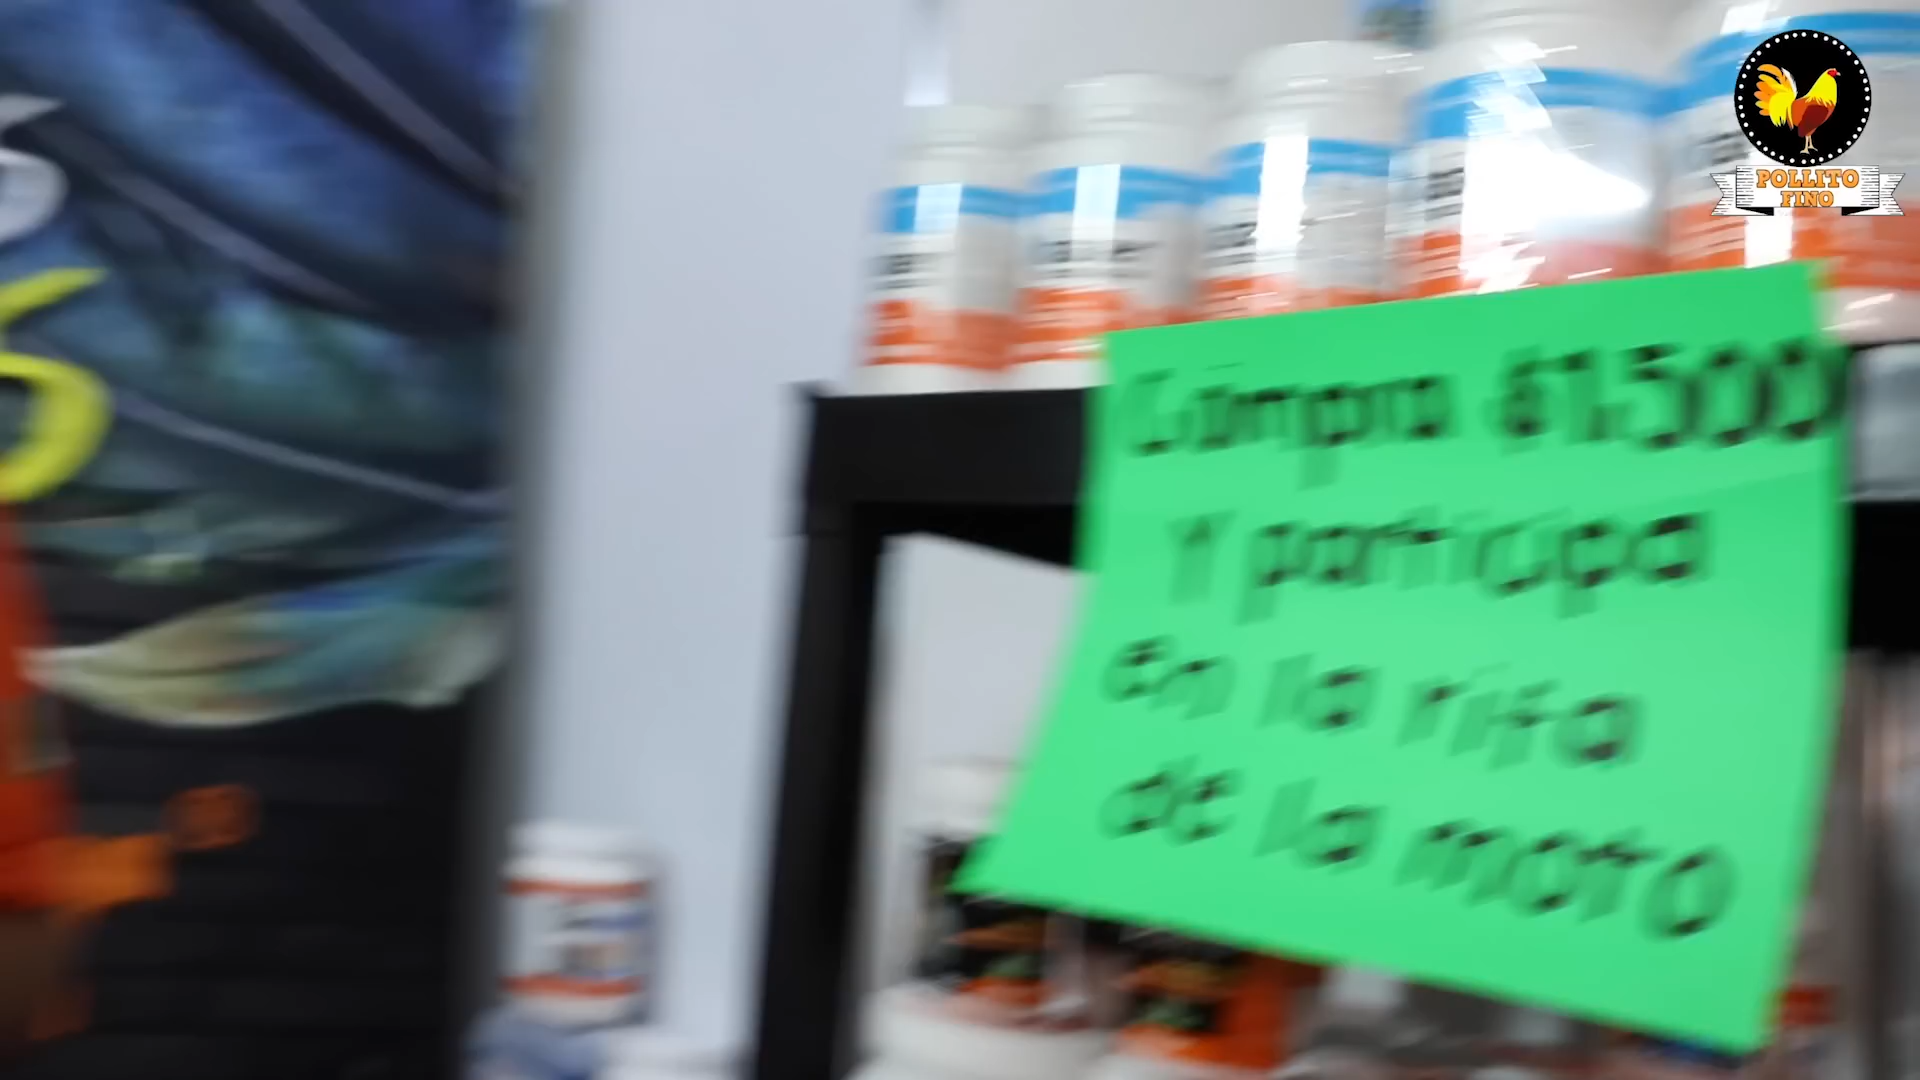 POLLITO
FINO
Compra $1,500
Y participa
en la rifa
de la moto